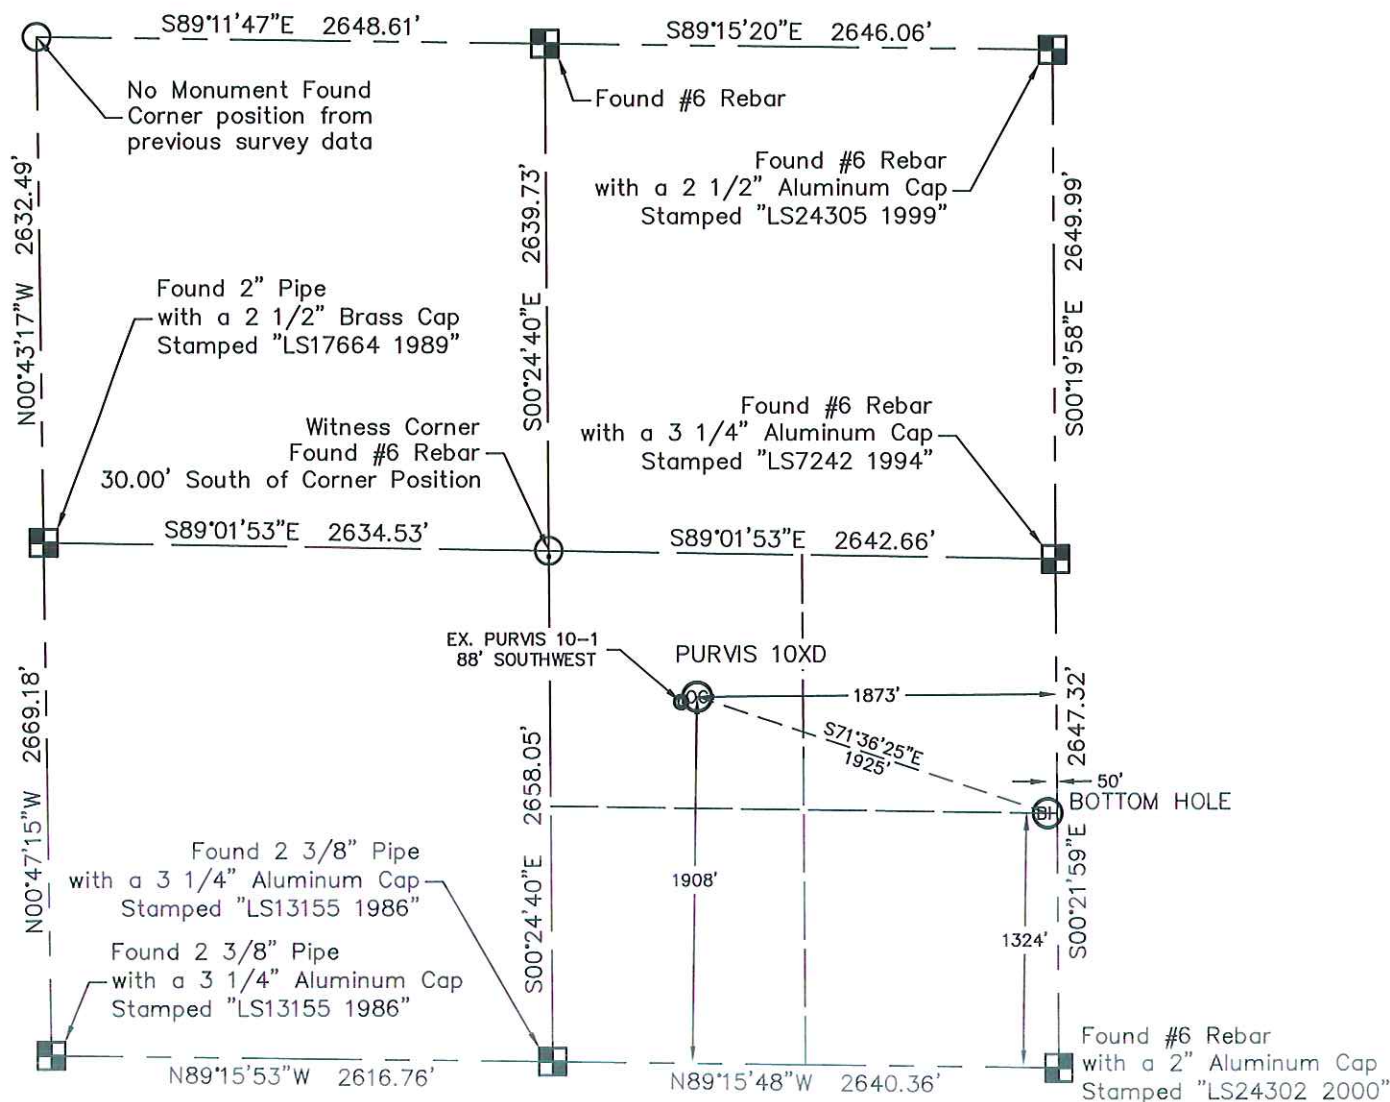 S89°11'47"E 2648.61'
S89°15'20"E 2646.06'
No Monument Found
Corner position from
previous survey data
Found #6 Rebar
Found #6 Rebar
with a 2 1/2" Aluminum Cap
Stamped "LS24305 1999"
N00°43'17"W 2632.49'
S00°24'40"E 2639.73'
S00°19'58"E 2649.99'
Found 2" Pipe
with a 2 1/2" Brass Cap
Stamped "LS17664 1989"
Witness Corner
Found #6 Rebar
30.00' South of Corner Position
Found #6 Rebar
with a 3 1/4" Aluminum Cap
Stamped "LS7242 1994"
S89°01'53"E 2634.53'
S89°01'53"E 2642.66'
EX. PURVIS 10-1
88' SOUTHWEST
PURVIS 10XD
OG
1873'
S71°36'25"E
1925'
50'
BH
BOTTOM HOLE
N00°47'15"W 2669.18'
S00°24'40"E 2658.05'
S00°21'59"E 2647.32'
1908'
1324'
Found 2 3/8" Pipe
with a 3 1/4" Aluminum Cap
Stamped "LS13155 1986"
Found 2 3/8" Pipe
with a 3 1/4" Aluminum Cap
Stamped "LS13155 1986"
N89°15'53"W 2616.76'
N89°15'48"W 2640.36'
Found #6 Rebar
with a 2" Aluminum Cap
Stamped "LS24302 2000"